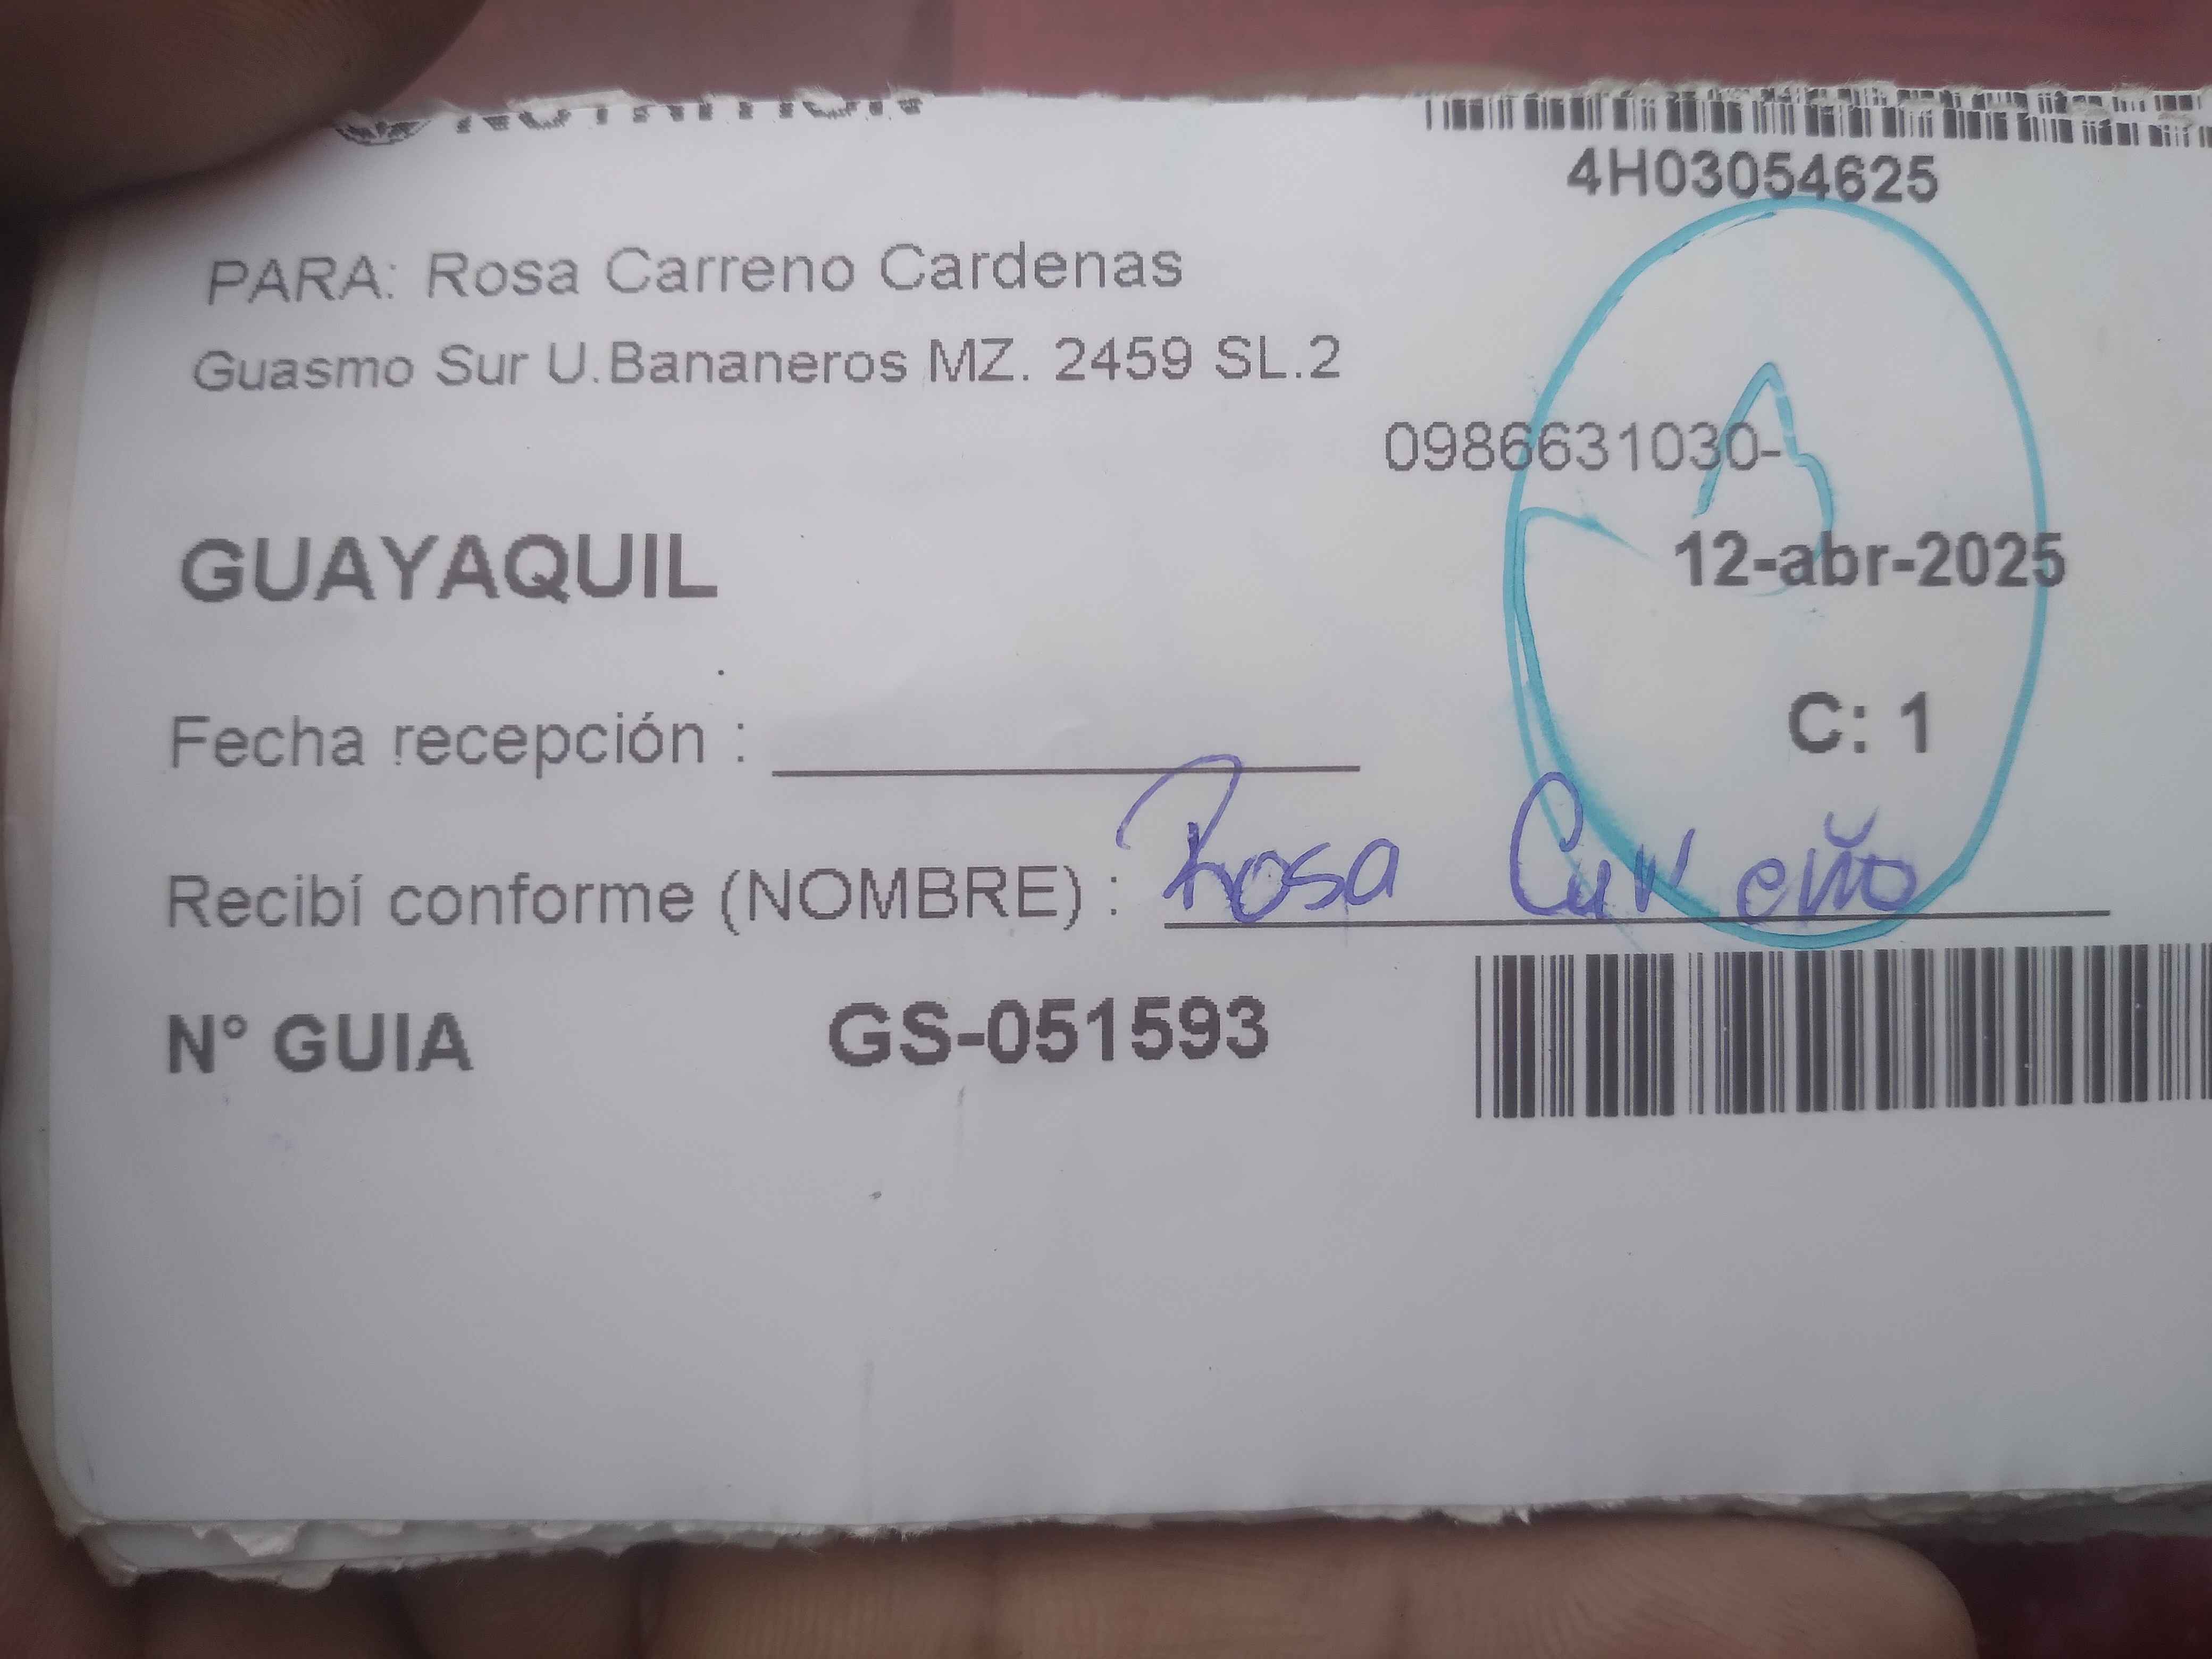 4H03054625
PARA: Rosa Carreno Cardenas
Guasmo Sur U.Bananeros MZ. 2459 SL.2
0986631030-
GUAYAQUIL
12-abr-2025
C: 1
Fecha recepción :
Recibí conforme (NOMBRE) : Rosa Carreño
N° GUIA GS-051593